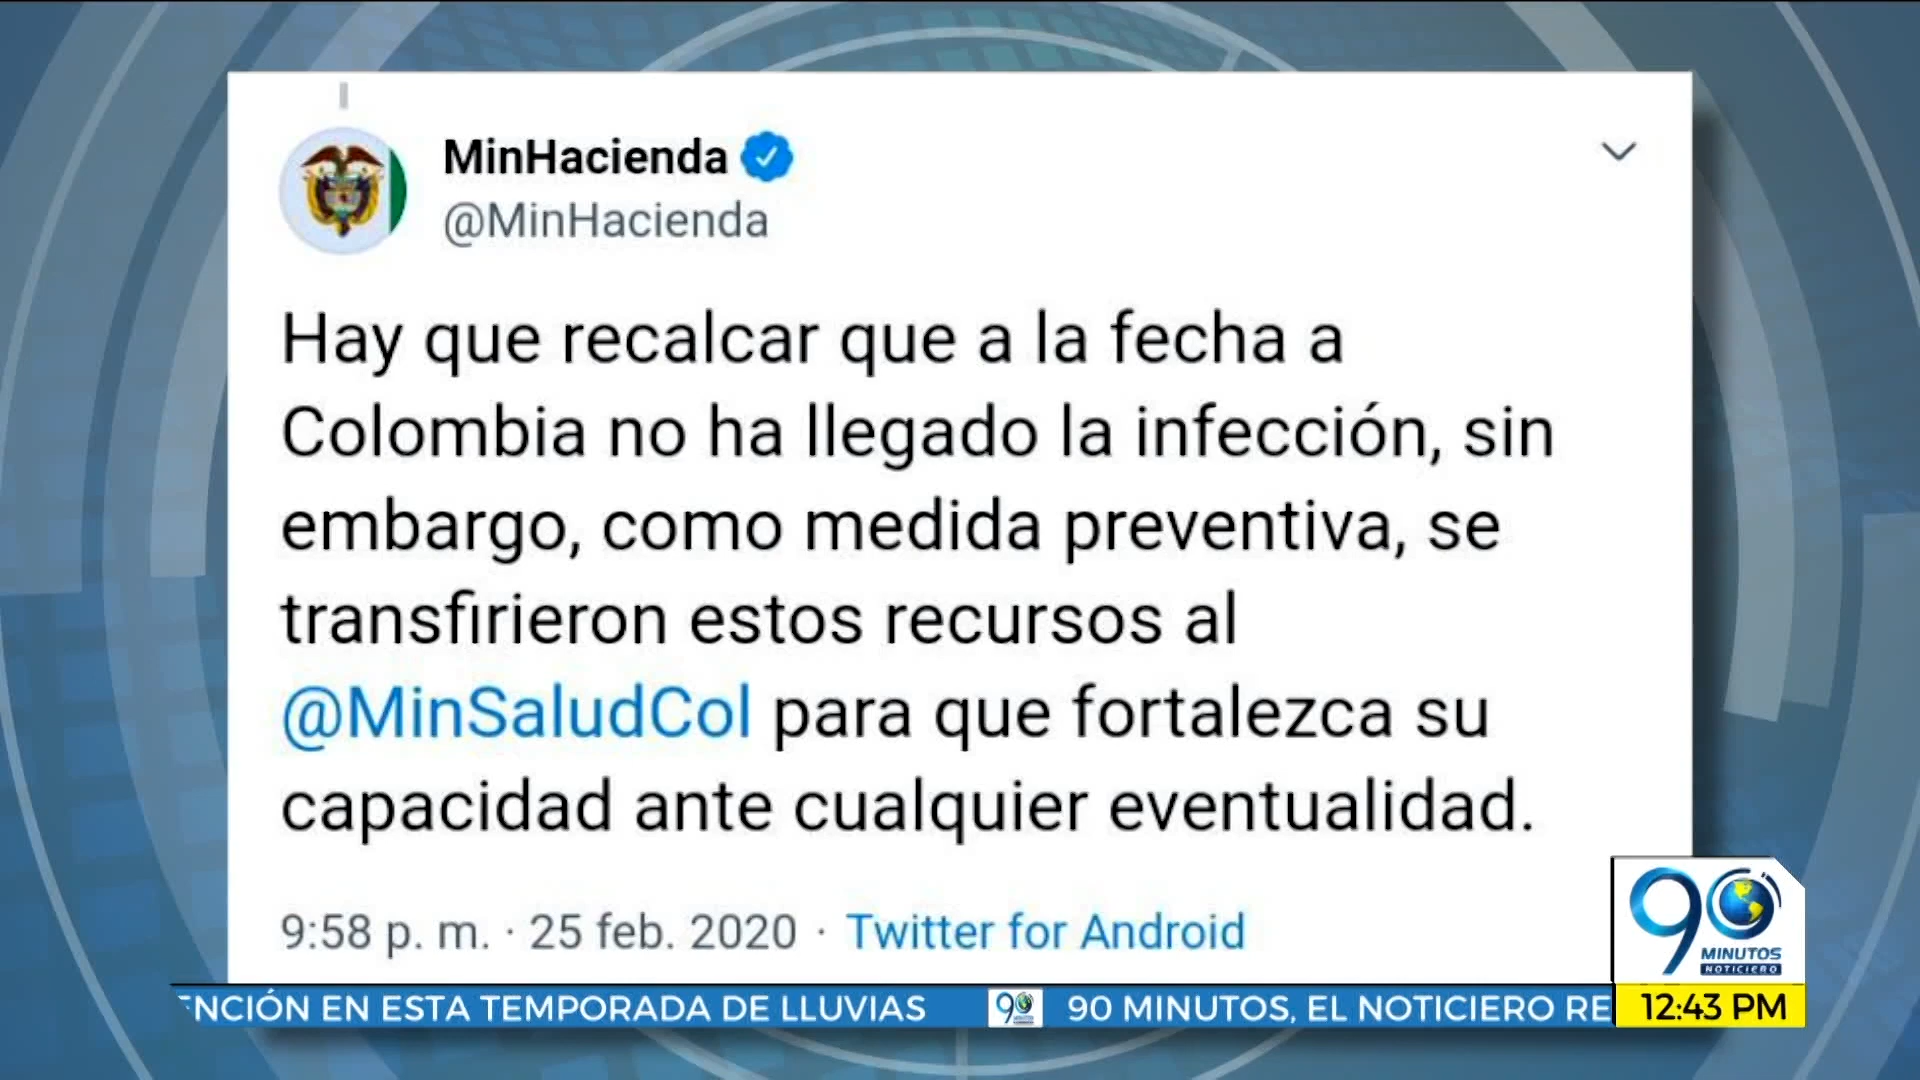 MinHacienda
@MinHacienda
Hay que recalcar que a la fecha a
Colombia no ha llegado la infección, sin
embargo, como medida preventiva, se
transfirieron estos recursos al
@MinSaludCol para que fortalezca su
capacidad ante cualquier eventualidad.
9:58 p. m. · 25 feb. 2020 · Twitter for Android
90
MINUTOS
NOTICIERO
ENCIÓN EN ESTA TEMPORADA DE LLUVIAS 90 90 MINUTOS, EL NOTICIERO RE 12:43 PM